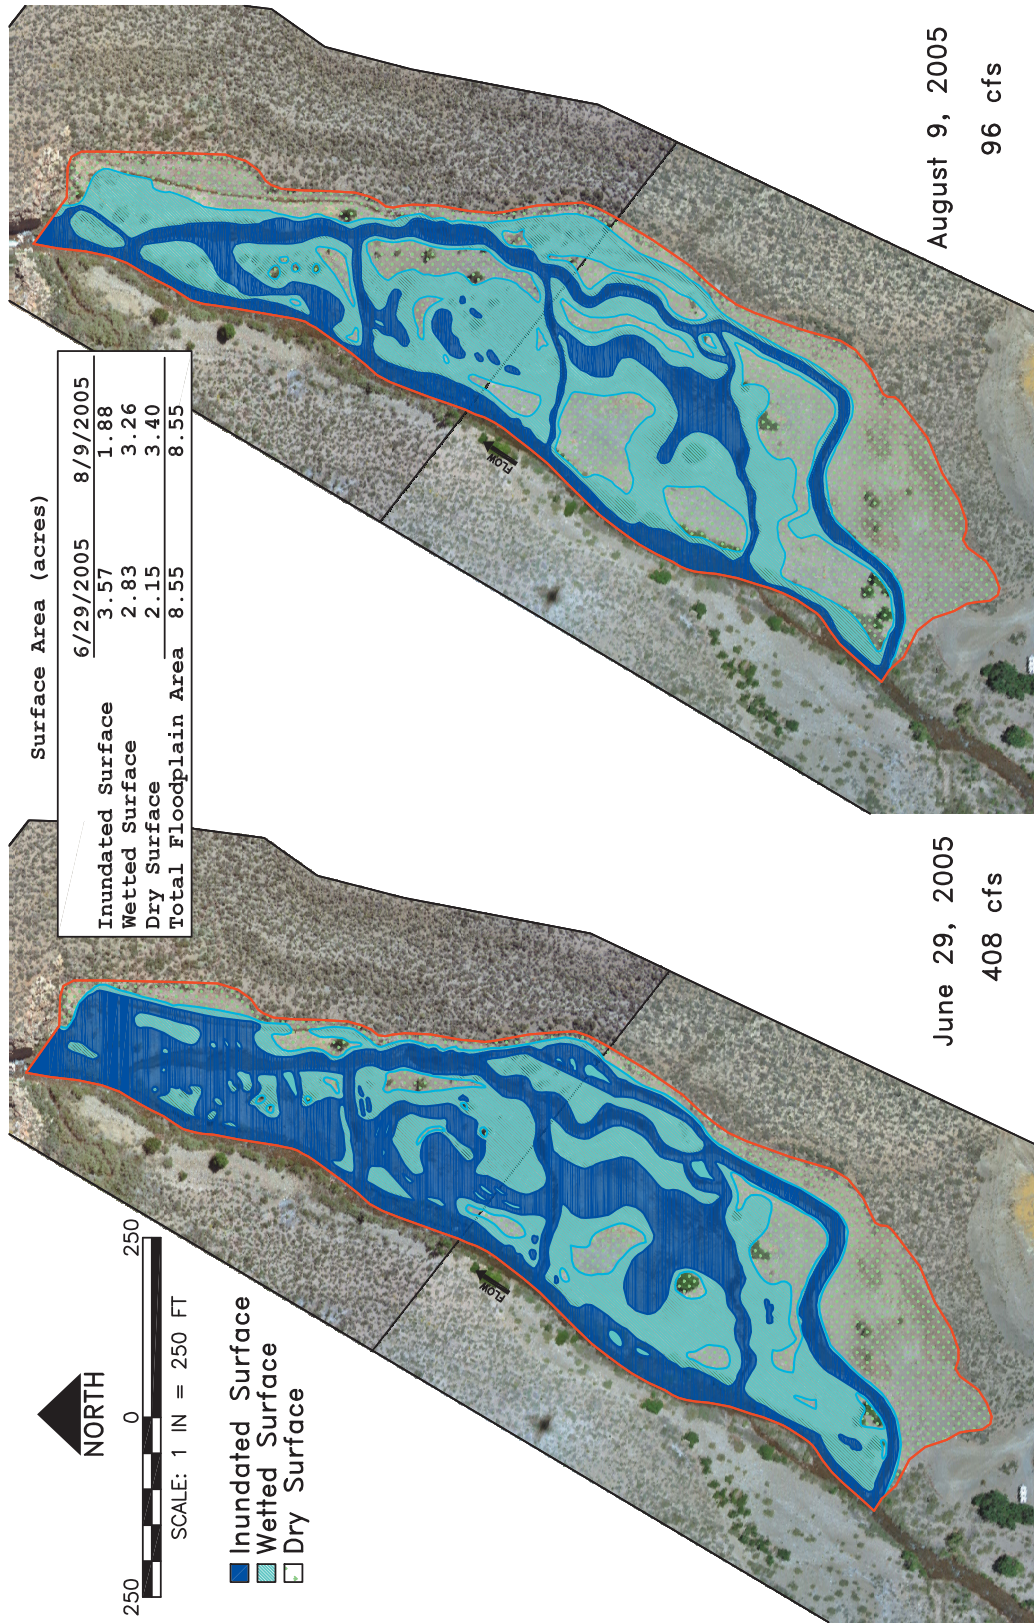 Surface Area (acres)
6/29/2005 8/9/2005
Inundated Surface 3.57 1.88
Wetted Surface 2.83 3.26
Dry Surface 2.15 3.40
Total Floodplain Area 8.55 8.55
NORTH
250 0 250
SCALE: 1 IN = 250 FT
Inundated Surface
Wetted Surface
Dry Surface
FLOW
June 29, 2005
408 cfs
FLOW
August 9, 2005
96 cfs